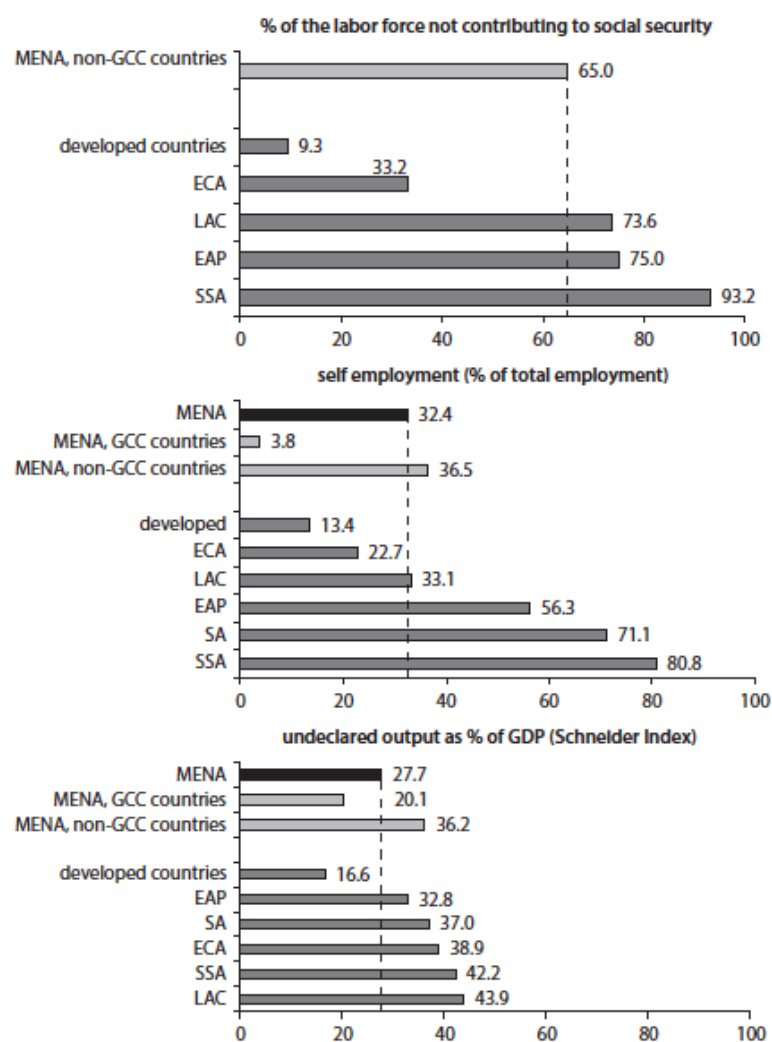 % of the labor force not contributing to social security
MENA, non-GCC countries 65.0
developed countries 9.3
ECA 33.2
LAC 73.6
EAP 75.0
SSA 93.2
0 20 40 60 80 100
self employment (% of total employment)
MENA 32.4
MENA, GCC countries 3.8
MENA, non-GCC countries 36.5
developed 13.4
ECA 22.7
LAC 33.1
EAP 56.3
SA 71.1
SSA 80.8
0 20 40 60 80 100
undeclared output as % of GDP (Schneider Index)
MENA 27.7
MENA, GCC countries 20.1
MENA, non-GCC countries 36.2
developed countries 16.6
EAP 32.8
SA 37.0
ECA 38.9
SSA 42.2
LAC 43.9
0 20 40 60 80 100